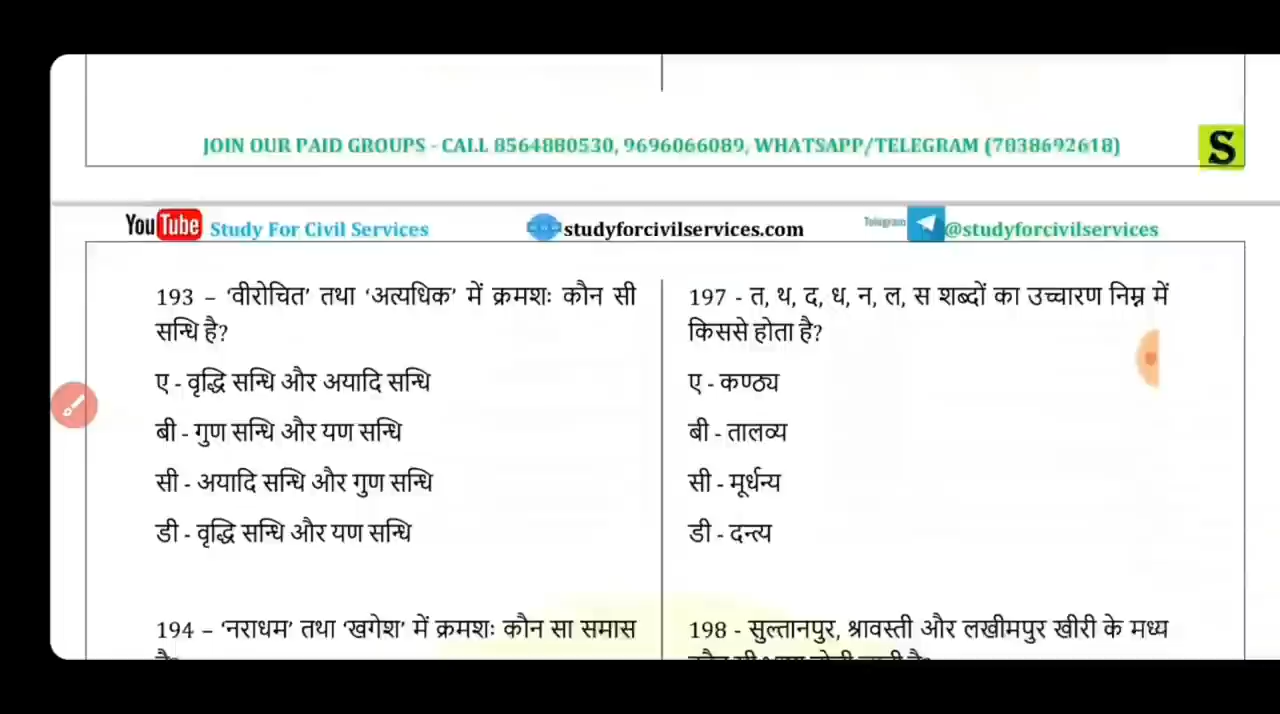 JOIN OUR PAID GROUPS - CALL 8564880530, 9696066089, WHATSAPP/TELEGRAM (7838692618)
S
YouTube Study For Civil Services
studyforcivilservices.com
Telegram @studyforcivilservices
193 – ‘वीरोचित’ तथा ‘अत्यधिक’ में क्रमशः कौन सी
सन्धि है?
ए - वृद्धि सन्धि और अयादि सन्धि
बी - गुण सन्धि और यण सन्धि
सी - अयादि सन्धि और गुण सन्धि
डी - वृद्धि सन्धि और यण सन्धि
194 – ‘नराधम’ तथा ‘खगेश’ में क्रमशः कौन सा समास
197 - त, थ, द, ध, न, ल, स शब्दों का उच्चारण निम्न में
किससे होता है?
ए - कण्ठ्य
बी - तालव्य
सी - मूर्धन्य
डी - दन्त्य
198 - सुल्तानपुर, श्रावस्ती और लखीमपुर खीरी के मध्य